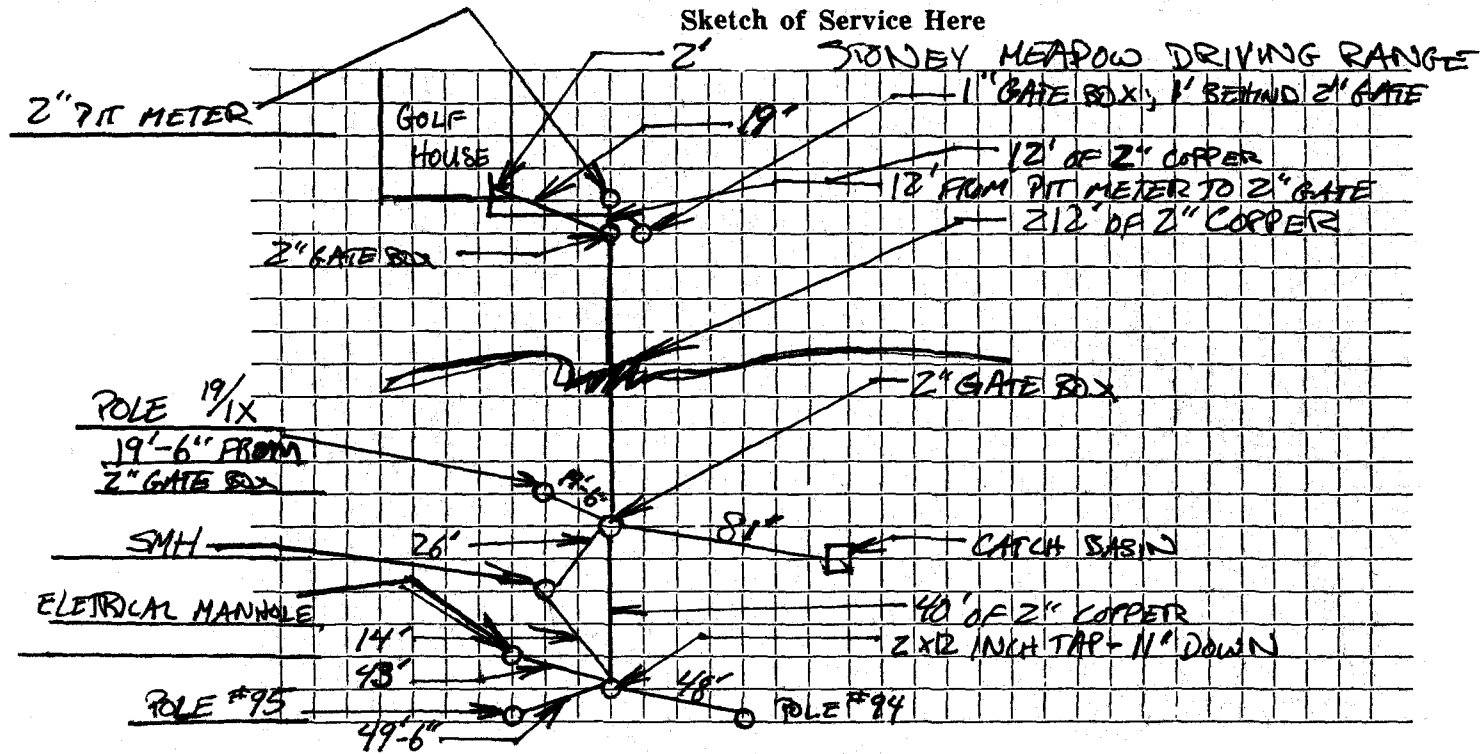 Sketch of Service Here
STONEY MEADOW DRIVING RANGE
2'
2" PIT METER
1" GATE BOX, 1' BEHIND 2" GATE
GOLF
HOUSE
19'
12' OF 2" COPPER
12' FROM PIT METER TO 2" GATE
212' OF 2" COPPER
2" GATE BOX
2" GATE BOX
POLE 19/1X
19'-6" FROM
2" GATE BOX
19'-6"
81'
SMH
26'
CATCH BASIN
ELETRICAL MANHOLE
40' OF 2" COPPER
14'
2 X 12 INCH TAP - 11" DOWN
43'
48'
POLE #95
POLE #94
49'-6"